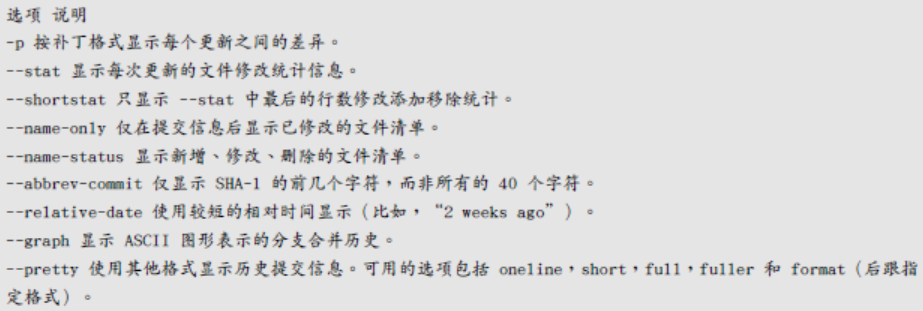 选项 说明
-p 按补丁格式显示每个更新之间的差异。
--stat 显示每次更新的文件修改统计信息。
--shortstat 只显示 --stat 中最后的行数修改添加移除统计。
--name-only 仅在提交信息后显示已修改的文件清单。
--name-status 显示新增、修改、删除的文件清单。
--abbrev-commit 仅显示 SHA-1 的前几个字符,而非所有的 40 个字符。
--relative-date 使用较短的相对时间显示(比如,“2 weeks ago”)。
--graph 显示 ASCII 图形表示的分支合并历史。
--pretty 使用其他格式显示历史提交信息。可用的选项包括 oneline,short,full,fuller 和 format(后跟指
定格式)。